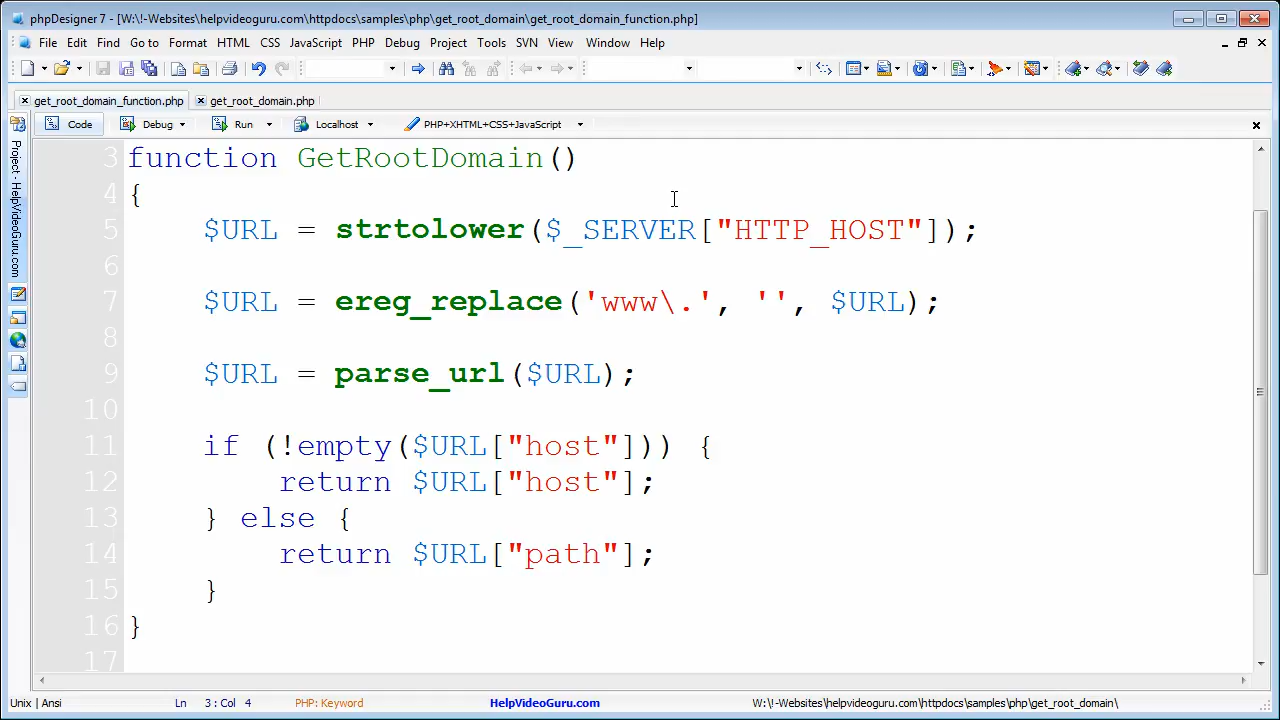 phpDesigner 7 - [W:\!-Websites\helpvideoguru.com\httpdocs\samples\php\get_root_domain\get_root_domain_function.php]
File Edit Find Go to Format HTML CSS JavaScript PHP Debug Project Tools SVN View Window Help
get_root_domain_function.php get_root_domain.php
Code Debug Run Localhost PHP+XHTML+CSS+JavaScript
Project - HelpVideoGuru.com
3 function GetRootDomain()
4 {
5 $URL = strtolower($_SERVER["HTTP_HOST"]);
6
7 $URL = ereg_replace('www\.', '', $URL);
8
9 $URL = parse_url($URL);
10
11 if (!empty($URL["host"])) {
12 return $URL["host"];
13 } else {
14 return $URL["path"];
15 }
16 }
17
Unix | Ansi Ln 3 : Col 4 PHP: Keyword HelpVideoGuru.com W:\!-Websites\helpvideoguru.com\httpdocs\samples\php\get_root_domain\